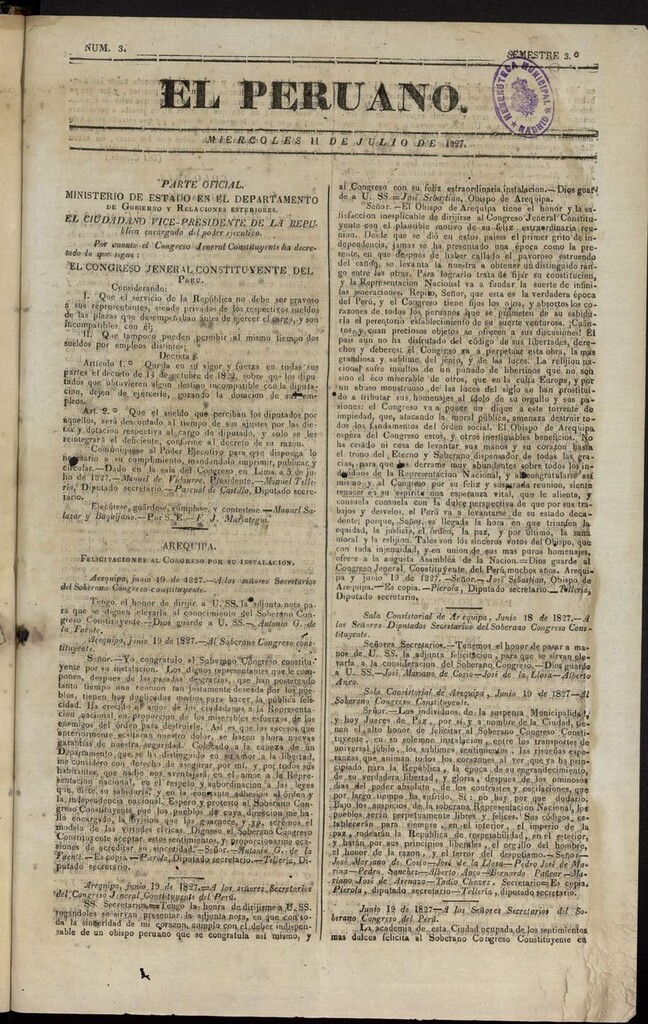 NUM. 3.
SEMESTRE 3.º
EL PERUANO.
HEMEROTECA MUNICIPAL
MADRID
MIERCOLES 11 DE JULIO DE 1827.
PARTE OFICIAL.
MINISTERIO DE ESTADO EN EL DEPARTAMENTO
DE GOBIERNO Y RELACIONES ESTERIORES.
EL CIUDADANO VICE-PRESIDENTE DE LA REPU-
blica encargado del poder ejecutivo.
Por cuanto el Congreso Jeneral Constituyente ha decre-
tado lo que sigue:
EL CONGRESO JENERAL CONSTITUYENTE DEL
PERU.
Considerando:
I. Que el servicio de la República no debe ser gravoso
a sus representantes, siendo privados de los respectivos sueldos
de las plazas que desempeñaban antes de ejercer el cargo, y son
incompatibles con él;
II. Que tampoco pueden percibir al mismo tiempo dos
sueldos por empleos distintos;
Decreta:
Artículo 1.º Queda en su vigor y fuerza en todas sus
partes el decreto de 14 de octubre de 1822, sobre que los dipu-
tados que obtuvieren algun destino incompatible con la diputa-
cion, dejen de ejercerle, gozando la dotacion de sus em-
pleos.
Art. 2.º Que el sueldo que perciban los diputados por
aquellos, será descontado al tiempo de sus ajustes por las die-
tas y dotacion respectiva al cargo de diputado, y solo se les
reintegrará el deficiente, conforme al decreto de su razon.
Comuníquese al Poder Ejecutivo para que disponga lo
necesario a su cumplimiento, mandándolo imprimir, publicar y
circular.—Dado en la sala del Congreso en Lima, a 5 de ju-
lio de 1827.—Manuel de Vidaurre, Presidente.—Manuel Telle-
ria, Diputado secretario.—Pascual de Castillo, Diputado secre-
tario.
Ejecútese, guárdese, cúmplase, y contéstese—Manuel Sa-
lazar y Baquijano.—Por S. E.—F. J. Mariategui.
AREQUIPA.
FELICITACIONES AL CONGRESO POR SU INSTALACION.
Arequipa, junio 19 de 1827.—A los señores Secretarios
del Soberano Congreso constituyente.
Tengo el honor de dirijir a U. SS. la adjunta nota para
que se dignen elevarla al conocimiento del Soberano Con-
greso Constituyente—Dios guarde a U. SS.—Antonio G. de
la Fuente.
Arequipa, junio 19 de 1827.—Al Soberano Congreso cons-
tituyente.
Señor.—Yo congratulo al Soberano Congreso constitu-
yente por su instalacion. Los dignos representantes que le com-
ponen, despues de las pasadas desgracias, que han postergado
tanto tiempo una reunion tan justamente deseada por los pue-
blos, tienen hoy duplicados medios para hacer la pública feli-
cidad. Ha crecido el amor de los ciudadanos a la Represen-
tacion nacional, en proporcion de los miserables esfuerzos de los
enemigos del órden para destruirle. Asi es que los sucesos que
anteriormente escitaron nuestro dolor, se hacen ahora nuevas
garantias de nuestra seguridad. Colocado a la cabeza de un
Departamento que se ha distinguido en su amor a la libertad,
me considero con derecho de asegurar por mí, y por todos sus
habitantes, que nadie nos aventajará en el amor a la Repre-
sentacion nacional, en el respeto y subordinacion a las leyes
que dicte su sabiduria; y en la constante adhesion al órden y
la independencia nacional. Espero y protesto al Soberano Con-
greso Constituyente que los pueblos de cuya direccion me ha-
llo encargado, la division que los guarnece, y yo, serémos el
modelo de las virtudes cívicas. Dignese el Soberano Congreso
Constituyente aceptar estos sentimientos, y proporcionarme oca-
siones de acreditar su sinceridad.—Señor.—Antonio G. de la
Fuente.—Es copia—Pierola, Diputado secretario.—Telleria, Di-
putado secretario.
Arequipa, junio 19 de 1827.—A los señores Secretarios
del Congreso Jeneral Constituyente del Perú.
SS. Secretarios.—Tengo la honra de dirijirme a U. SS.
rogándoles se sirvan presentar la adjunta nota, en que con to-
da la sinceridad de mi corazon, cumplo con el deber indispen-
sable de un obispo peruano que se congratula así mismo, y
al Congreso con su feliz estraordinaria instalacion.—Dios guar-
de a U. SS.—José Sebastian, Obispo de Arequipa.
Señor.—El Obispo de Arequipa tiene el honor y la sa-
tisfaccion inesplicable de dirijirse al Congreso Jeneral Constitu-
yente con el plausible motivo de su feliz estraordinaria reu-
nion. Desde que se dió en estos paises el primer grito de in-
dependencia, jamas se ha presentado una época como la pre-
sente, en que despues de haber callado el pavoroso estruendo
del cañon, se levanta la nuestra a obtener un distinguido ran-
go entre las otras. Para lograrlo trata de fijar su constitucion,
y la Representacion Nacional va a fundar la suerte de infini-
tas jeneraciones. Repito, Señor, que esta es la verdadera época
del Perú, y el Congreso tiene fijos los ojos, y absortos los co-
razones de todos los peruanos que se prometen de su sabiduria
el perentorio establecimiento de su suerte venturosa. ¡Cuán-
tos y cuan preciosos objetos se ofrecen a sus discusiones! El
pais aun no ha disfrutado del código de sus libertades, dere-
chos y deberes; El Congreso va a perpetuar esta obra, la mas
grandiosa y sublime del jenio, y de las luces. La relijion na-
cional sufre insultos de un puñado de libertinos que no son
sino el eco miserable de otros, que en la culta Europa, y por
un abuso monstruoso de las luces del siglo se han prostitui-
do a tributar sus homenajes al ídolo de su orgullo y sus pa-
siones: el Congreso va a poner un dique a este torrente de
impiedad, que, atacando la moral pública, amenaza destruir to-
dos los fundamentos del órden social. El Obispo de Arequipa
espera del Congreso estos, y otros inestimables beneficios. No
ha cesado ni cesa de levantar sus manos y su corazon hasta
el trono del Eterno y Soberano dispensador de todas las gra-
cias, para que las derrame muy abundantes sobre todos los in-
dividuos de la Representacion Nacional, y al congratularse así
mismo y al Congreso por su feliz y suspirada reunion, siente
renacer en su espíritu una esperanza vital, que le alienta, y
consuela consuela con la dulce perspectiva de que por sus tra-
bajos y desvelos, el Perú va a levantarse de su estado deca-
dente; porque, Señor, es llegada la hora en que triunfen la
equidad, la justicia, el órden, la paz, y por último, la sana
moral y la relijion. Tales son los sinceros votos del Obispo, que
con toda injenuidad, y en union de sus mas puros homenajes,
ofrece a la augusta Asamblea de la Nacion.—Dios guarde al
Congreso Jeneral Constituyente del Perú muchos años. Arequi-
pa y junio 19 de 1827.—Señor.—José Sebastián, Obispo de
Arequipa.—Es copia.—Pierola, Diputado secretario—Telleria,
Diputado secretario.
Sala Consistorial de Arequipa, Junio 18 de 1827.—A
los Señores Diputados Secretarios del Soberano Congreso Cons-
tituyente.
Señores Secretarios.—Tenemos el honor de pasar a ma-
nos de U. SS. la adjunta felicitacion, para que se sirvan ele-
varla a la consideracion del Soberano Congreso.—Dios guarde
a U. SS.—José Mariano de Cosio—José de la Llosa—Alberto
Anco.
Sala Consistorial de Arequipa, Junio 19 de 1827—Al
Soberano Congreso Constituyente.
Señor.—Los individuos de la suspensa Municipalidad,
y hoy Jueces de Paz, por sí, y a nombre de la Ciudad, tie-
nen el alto honor de felicitar al Soberano Congreso Consti-
tuyente, en su solemne instalacion, entre los transportes de
universal júbilo, los sublimes sentimientos, las risueñas espe-
ranzas que animan todos los corazones al ver que ya ha
principiado para la República, la época de su engrandecimiento,
de su verdadera libertad, y gloria, despues de los ominosos
dias del poder absoluto, de los contrastes y oscilaciones, que
por largo tiempo ha sufrido. Sí: no hay por que dudarlo.
Bajo los auspicios de la soberana Representacion Nacional, los
pueblos serán perpetuamente libres y felices. Sus códigos, es-
tablecerán para siempre, en el interior, el imperio de la
paz, rodearán la República de respetabilidad, en el esterior,
y harán por sus principios liberales, el orgullo del hombre,
el honor de la razon, y el terror del despotismo.—Señor—
José Mariano de Cosio—José de la Llosa—Pedro José de Ma-
rina—Pedro Sanchez—Alberto Anco—Bernardo Pañcar—Ma-
riano José de Arenaza—Tadeo Chavez, Secretario—Es copia.
Pierola, diputado secretario—Telleria, diputado secretario.
Junio 19 de 1827—A los Señores Secretarios del So-
berano Congreso del Perú.
La academia de esta Ciudad ocupada de los sentimientos
mas dulces felicita al Soberano Congreso Constituyente en